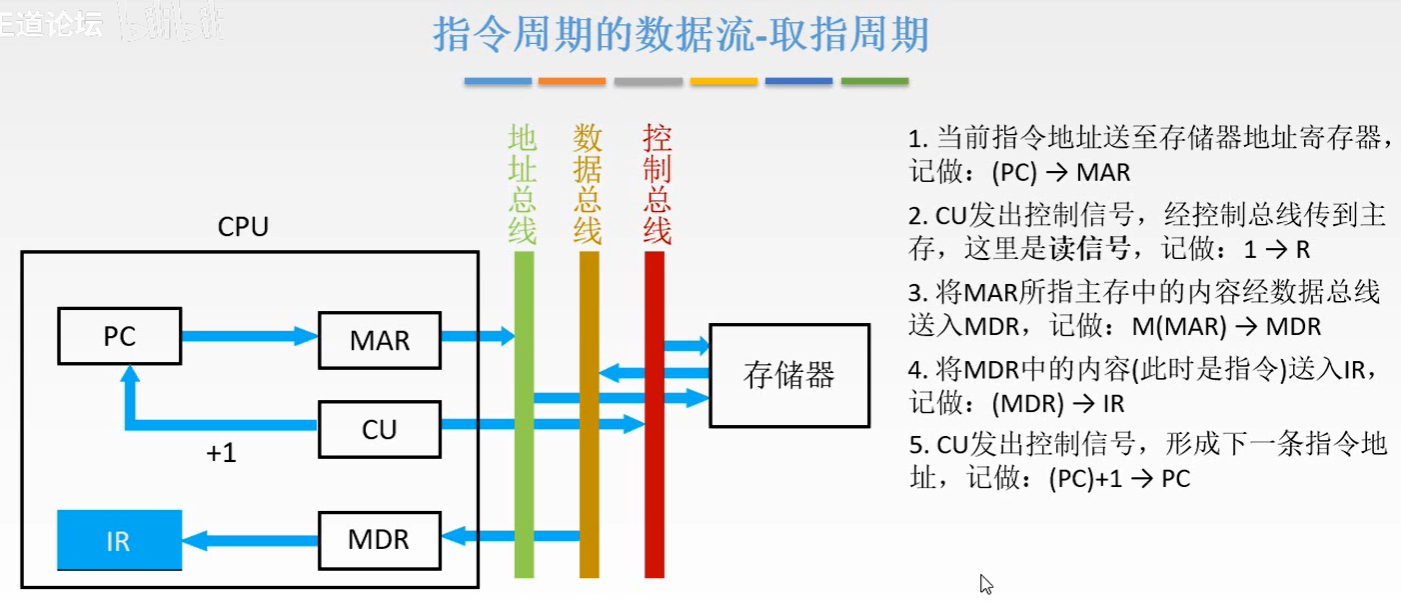 王道论坛 bilibili
指令周期的数据流-取指周期
地址总线
数据总线
控制总线
CPU
PC
MAR
CU
+1
IR
MDR
存储器
1. 当前指令地址送至存储器地址寄存器，
记做：(PC) → MAR
2. CU发出控制信号，经控制总线传到主
存，这里是读信号，记做：1 → R
3. 将MAR所指主存中的内容经数据总线
送入MDR，记做：M(MAR) → MDR
4. 将MDR中的内容(此时是指令)送入IR，
记做：(MDR) → IR
5. CU发出控制信号，形成下一条指令地
址，记做：(PC)+1 → PC